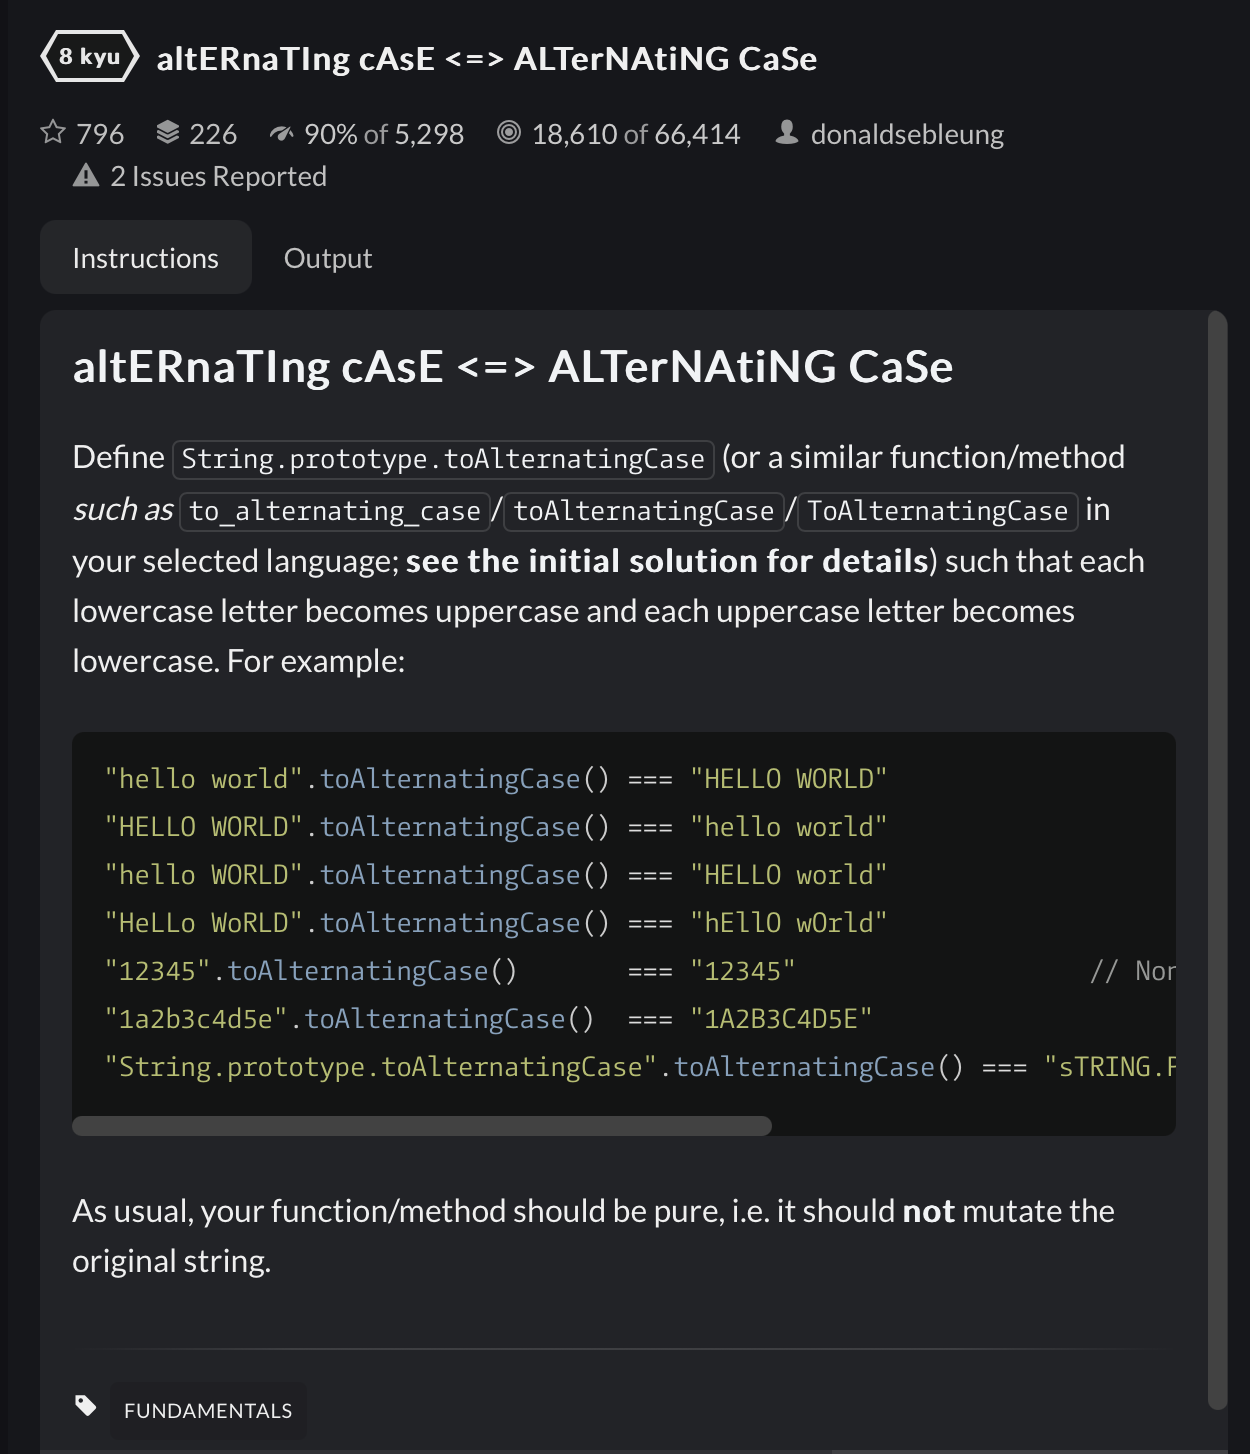 8 kyu altERnaTIng cAsE <=> ALTerNAtiNG CaSe
796 226 90% of 5,298 18,610 of 66,414 donaldsebleung
2 Issues Reported
Instructions Output
altERnaTIng cAsE <=> ALTerNAtiNG CaSe
Define String.prototype.toAlternatingCase (or a similar function/method
such as to_alternating_case/toAlternatingCase/ToAlternatingCase in
your selected language; see the initial solution for details) such that each
lowercase letter becomes uppercase and each uppercase letter becomes
lowercase. For example:
"hello world".toAlternatingCase() === "HELLO WORLD"
"HELLO WORLD".toAlternatingCase() === "hello world"
"hello WORLD".toAlternatingCase() === "HELLO world"
"HeLLo WoRLD".toAlternatingCase() === "hEllO wOrld"
"12345".toAlternatingCase() === "12345" // Non
"1a2b3c4d5e".toAlternatingCase() === "1A2B3C4D5E"
"String.prototype.toAlternatingCase".toAlternatingCase() === "sTRING.P
As usual, your function/method should be pure, i.e. it should not mutate the
original string.
FUNDAMENTALS